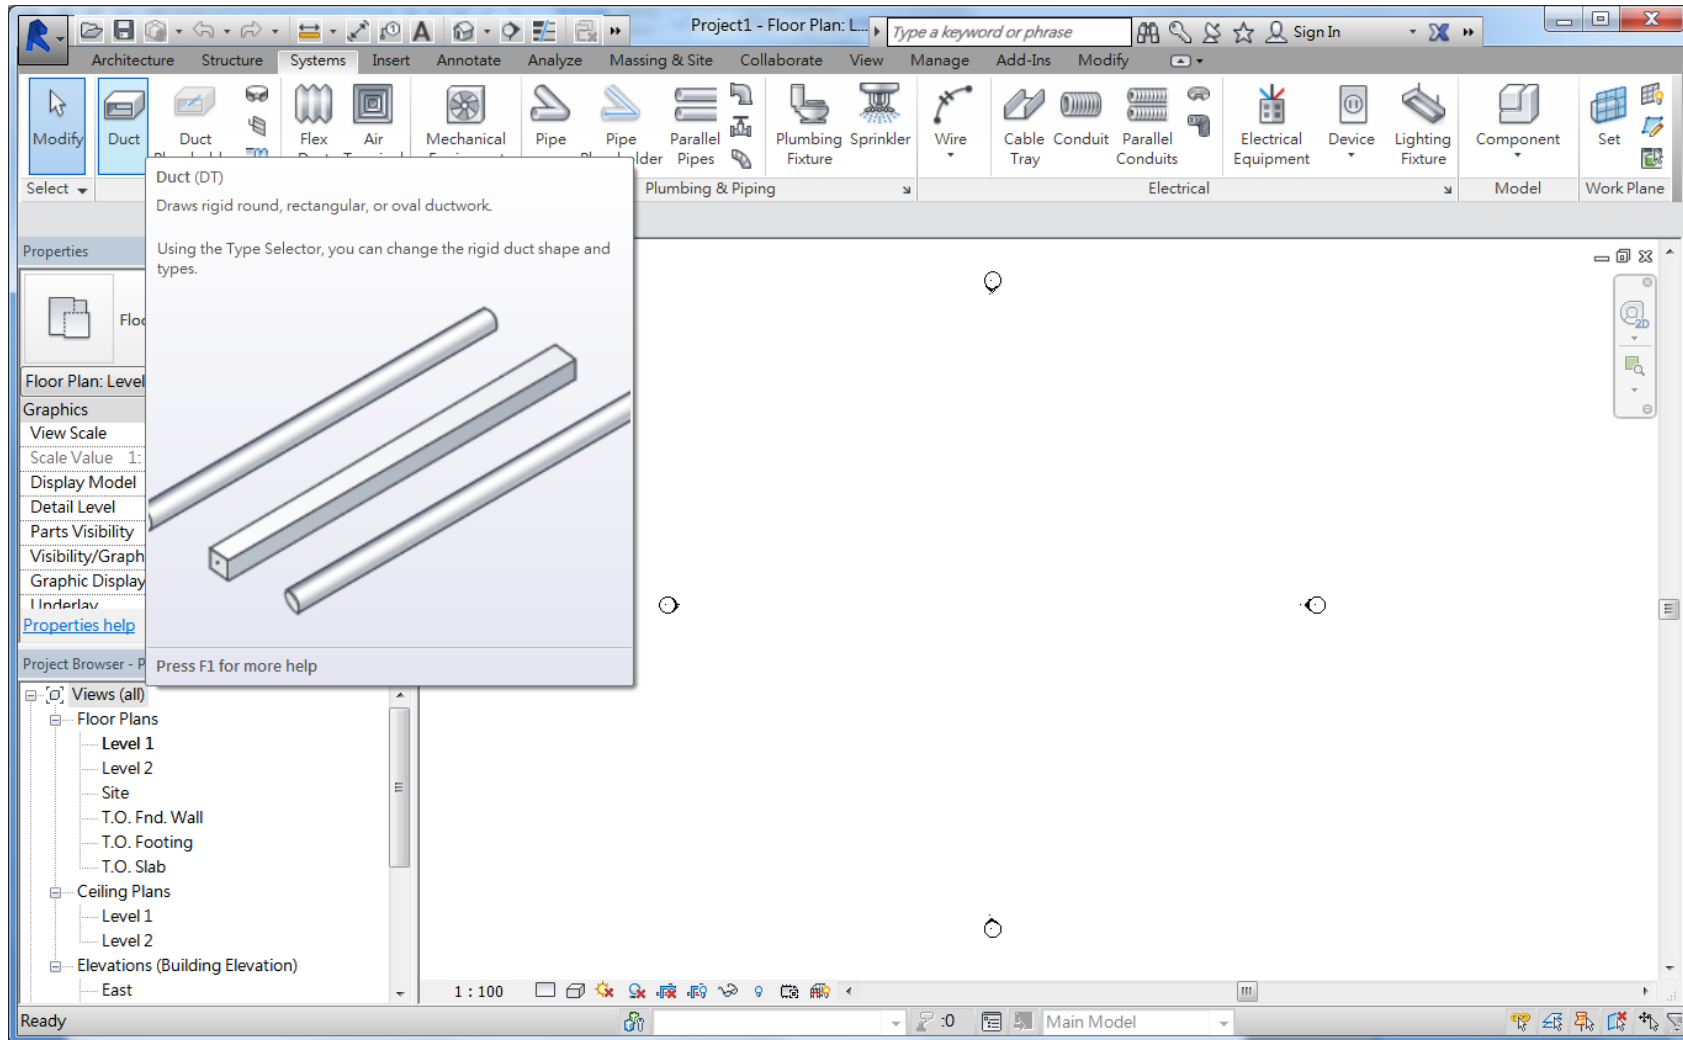 Project1 - Floor Plan: L...
Type a keyword or phrase
Sign In
Architecture Structure Systems Insert Annotate Analyze Massing & Site Collaborate View Manage Add-Ins Modify
Modify Duct Duct Flex Air Mechanical Pipe Pipe Parallel Plumbing Sprinkler Wire Cable Conduit Parallel Electrical Device Lighting Component Set
Pipes Fixture Tray Conduits Equipment Fixture
Select Plumbing & Piping Electrical Model Work Plane
Duct (DT)
Draws rigid round, rectangular, or oval ductwork.
Using the Type Selector, you can change the rigid duct shape and
types.
Press F1 for more help
Properties
Floor Plan: Level
Graphics
View Scale
Scale Value 1:
Display Model
Detail Level
Parts Visibility
Visibility/Graph
Graphic Display
Underlay
Properties help
Project Browser - P
2D
Views (all)
Floor Plans
Level 1
Level 2
Site
T.O. Fnd. Wall
T.O. Footing
T.O. Slab
Ceiling Plans
Level 1
Level 2
Elevations (Building Elevation)
East
1 : 100
Ready
:0
Main Model